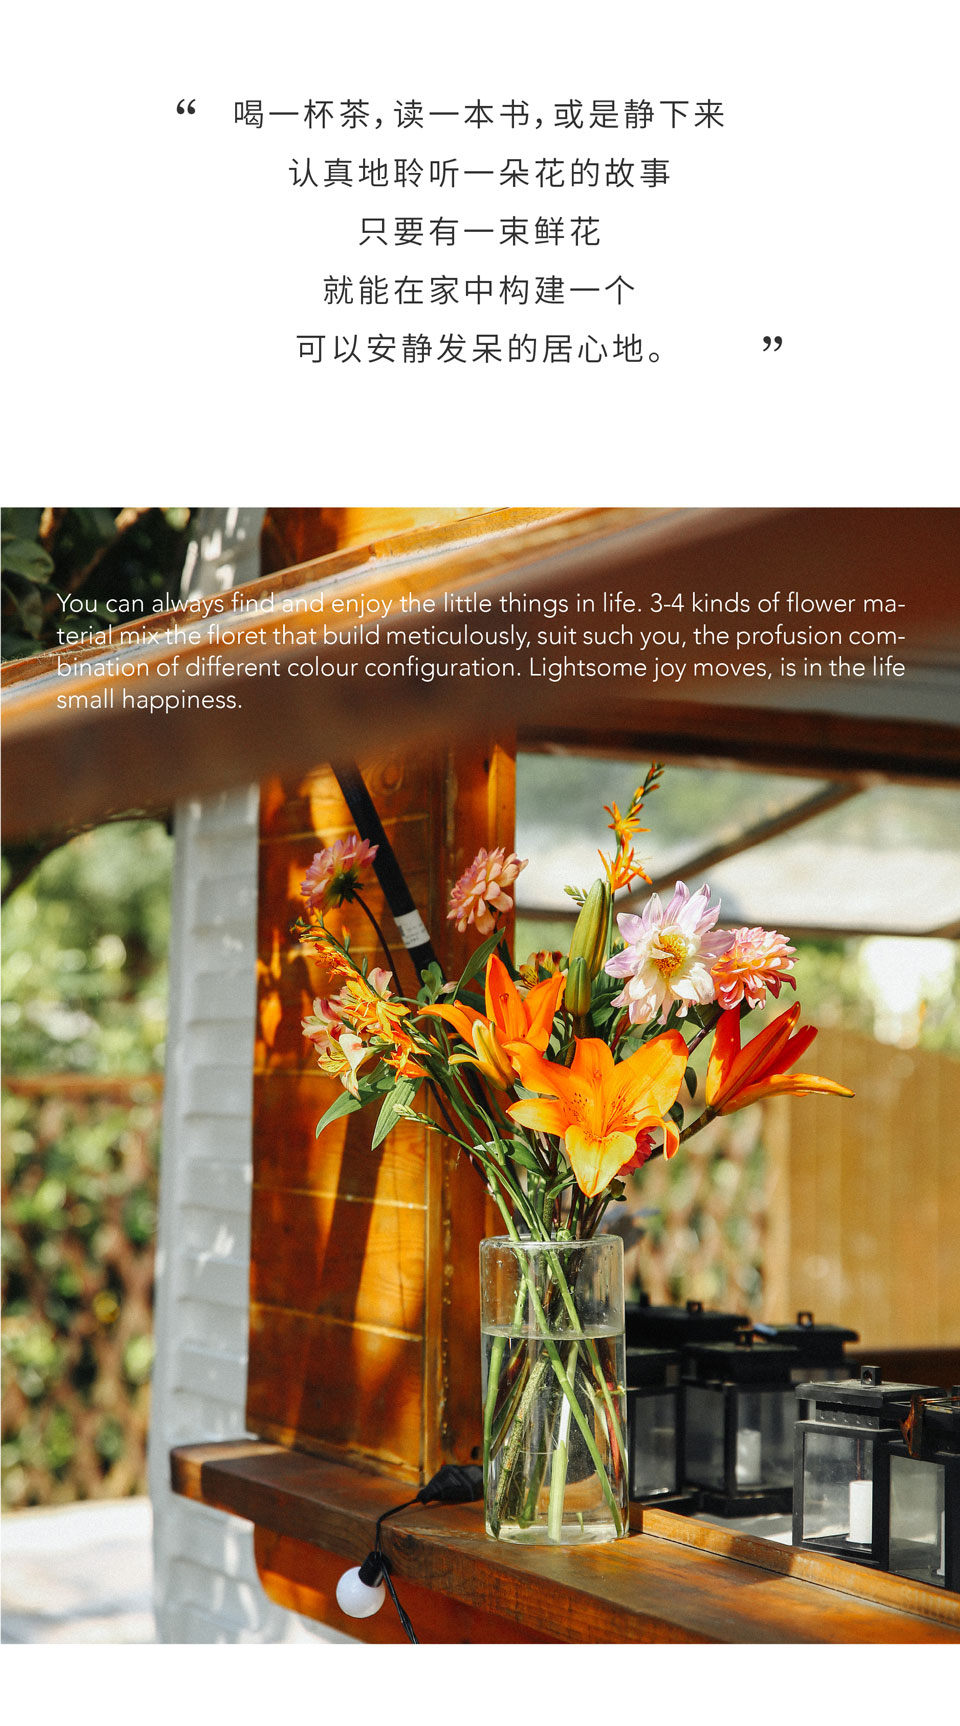 “ 喝一杯茶，读一本书，或是静下来
认真地聆听一朵花的故事
只要有一束鲜花
就能在家中构建一个
可以安静发呆的居心地。 ”
You can always find and enjoy the little things in life. 3-4 kinds of flower ma-
terial mix the floret that build meticulously, suit such you, the profusion com-
bination of different colour configuration. Lightsome joy moves, is in the life
small happiness.